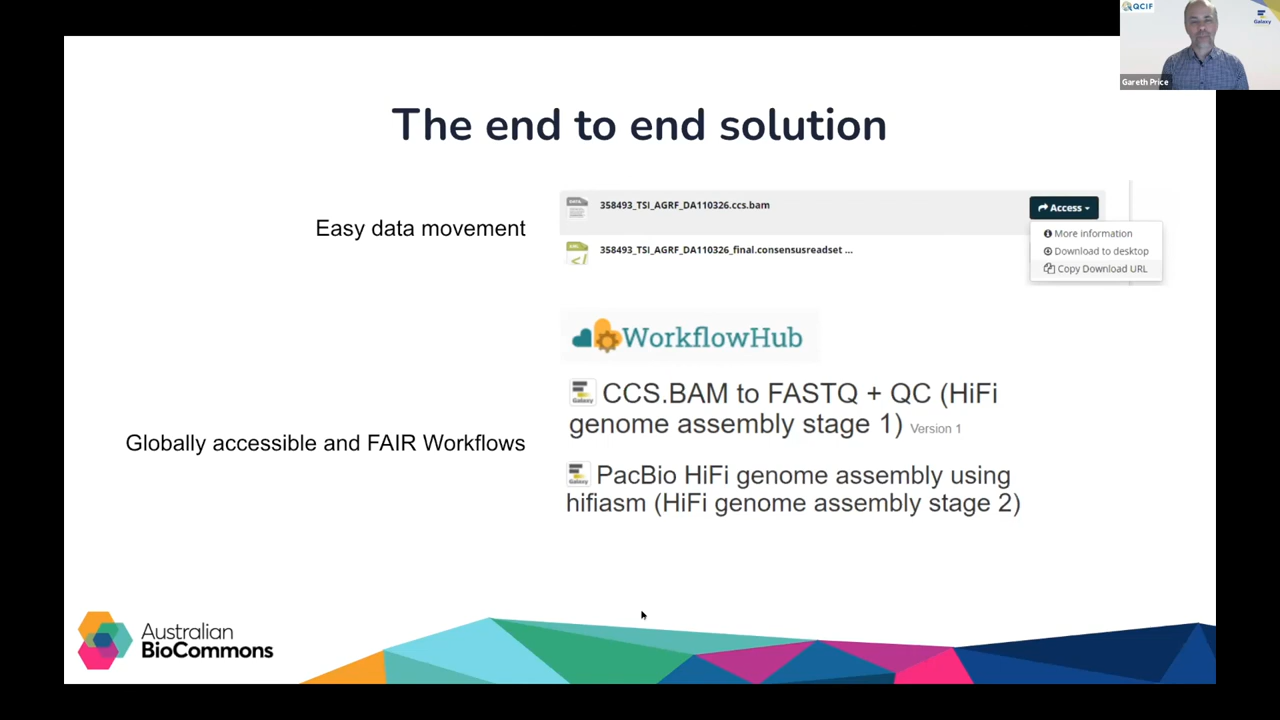 QCIF
Galaxy
Gareth Price
The end to end solution
Easy data movement
358493_TSI_AGRF_DA110326.ccs.bam
Access
More information
358493_TSI_AGRF_DA110326_final.consensusreadset ...
Download to desktop
Copy Download URL
WorkflowHub
Galaxy
CCS.BAM to FASTQ + QC (HiFi
genome assembly stage 1) Version 1
Globally accessible and FAIR Workflows
Galaxy
PacBio HiFi genome assembly using
hifiasm (HiFi genome assembly stage 2)
Australian
BioCommons